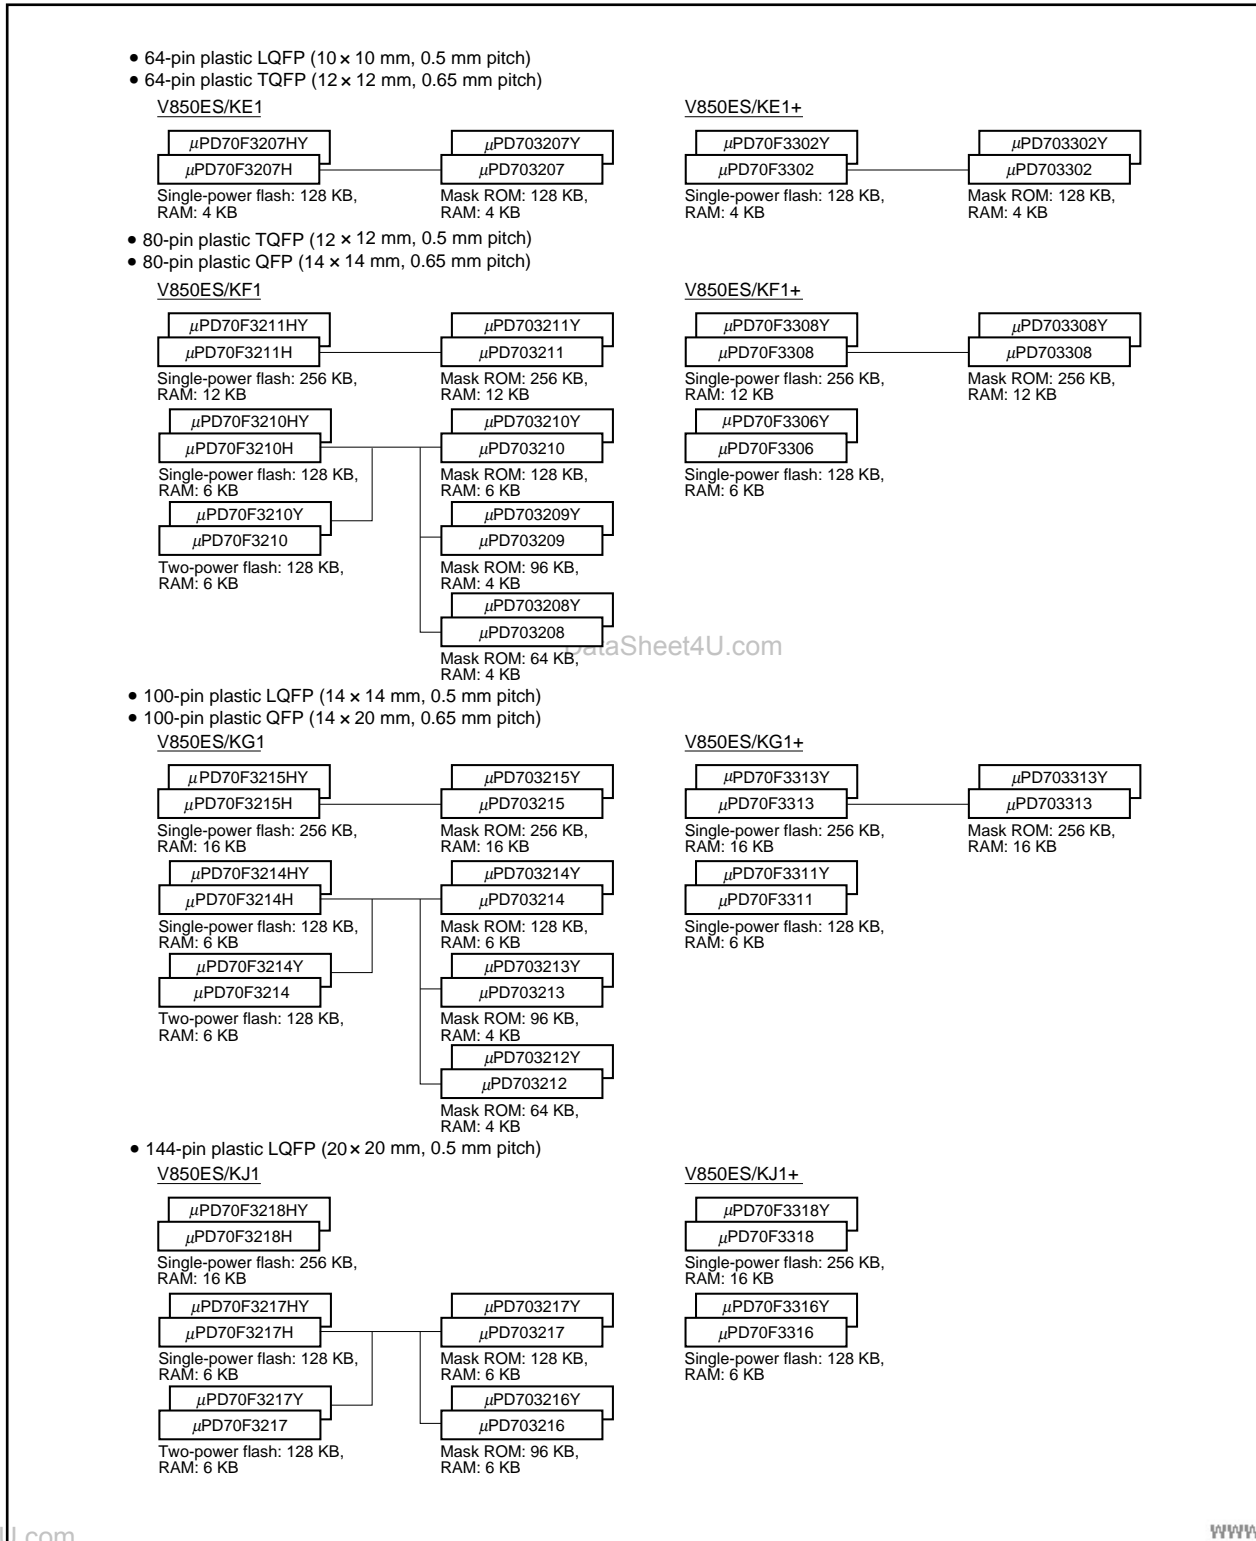 • 64-pin plastic LQFP (10 × 10 mm, 0.5 mm pitch)
• 64-pin plastic TQFP (12 × 12 mm, 0.65 mm pitch)
V850ES/KE1
V850ES/KE1+
μPD70F3207HY
μPD703207Y
μPD70F3302Y
μPD703302Y
μPD70F3207H
μPD703207
μPD70F3302
μPD703302
Single-power flash: 128 KB,
RAM: 4 KB
Mask ROM: 128 KB,
RAM: 4 KB
Single-power flash: 128 KB,
RAM: 4 KB
Mask ROM: 128 KB,
RAM: 4 KB
• 80-pin plastic TQFP (12 × 12 mm, 0.5 mm pitch)
• 80-pin plastic QFP (14 × 14 mm, 0.65 mm pitch)
V850ES/KF1
V850ES/KF1+
μPD70F3211HY
μPD703211Y
μPD70F3308Y
μPD703308Y
μPD70F3211H
μPD703211
μPD70F3308
μPD703308
Single-power flash: 256 KB,
RAM: 12 KB
Mask ROM: 256 KB,
RAM: 12 KB
Single-power flash: 256 KB,
RAM: 12 KB
Mask ROM: 256 KB,
RAM: 12 KB
μPD70F3210HY
μPD703210Y
μPD70F3306Y
μPD70F3210H
μPD703210
μPD70F3306
Single-power flash: 128 KB,
RAM: 6 KB
Mask ROM: 128 KB,
RAM: 6 KB
Single-power flash: 128 KB,
RAM: 6 KB
μPD70F3210Y
μPD703209Y
μPD70F3210
μPD703209
Two-power flash: 128 KB,
RAM: 6 KB
Mask ROM: 96 KB,
RAM: 4 KB
μPD703208Y
μPD703208
Mask ROM: 64 KB,
RAM: 4 KB
DataSheet4U.com
• 100-pin plastic LQFP (14 × 14 mm, 0.5 mm pitch)
• 100-pin plastic QFP (14 × 20 mm, 0.65 mm pitch)
V850ES/KG1
V850ES/KG1+
μPD70F3215HY
μPD703215Y
μPD70F3313Y
μPD703313Y
μPD70F3215H
μPD703215
μPD70F3313
μPD703313
Single-power flash: 256 KB,
RAM: 16 KB
Mask ROM: 256 KB,
RAM: 16 KB
Single-power flash: 256 KB,
RAM: 16 KB
Mask ROM: 256 KB,
RAM: 16 KB
μPD70F3214HY
μPD703214Y
μPD70F3311Y
μPD70F3214H
μPD703214
μPD70F3311
Single-power flash: 128 KB,
RAM: 6 KB
Mask ROM: 128 KB,
RAM: 6 KB
Single-power flash: 128 KB,
RAM: 6 KB
μPD70F3214Y
μPD703213Y
μPD70F3214
μPD703213
Two-power flash: 128 KB,
RAM: 6 KB
Mask ROM: 96 KB,
RAM: 4 KB
μPD703212Y
μPD703212
Mask ROM: 64 KB,
RAM: 4 KB
• 144-pin plastic LQFP (20 × 20 mm, 0.5 mm pitch)
V850ES/KJ1
V850ES/KJ1+
μPD70F3218HY
μPD70F3318Y
μPD70F3218H
μPD70F3318
Single-power flash: 256 KB,
RAM: 16 KB
Single-power flash: 256 KB,
RAM: 16 KB
μPD70F3217HY
μPD703217Y
μPD70F3316Y
μPD70F3217H
μPD703217
μPD70F3316
Single-power flash: 128 KB,
RAM: 6 KB
Mask ROM: 128 KB,
RAM: 6 KB
Single-power flash: 128 KB,
RAM: 6 KB
μPD70F3217Y
μPD703216Y
μPD70F3217
μPD703216
Two-power flash: 128 KB,
RAM: 6 KB
Mask ROM: 96 KB,
RAM: 6 KB
U.com
www